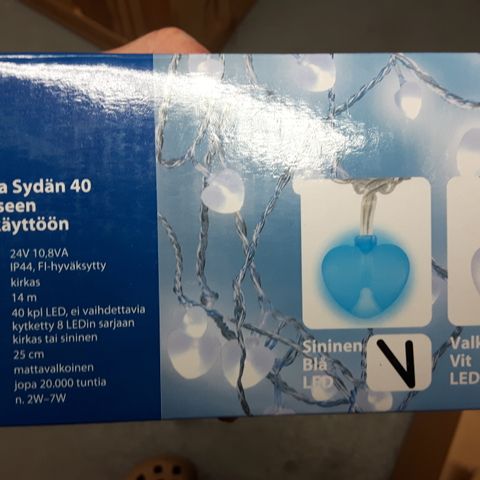 a Sydän 40
seen
äyttöön
24V 10,8VA
IP44, FI-hyväksytty
kirkas
14 m
40 kpl LED, ei vaihdettavia
kytketty 8 LEDin sarjaan
kirkas tai sininen
25 cm
mattavalkoinen
jopa 20.000 tuntia
n. 2W–7W
Sininen
Blå
LED
V
Valk
Vit
LED